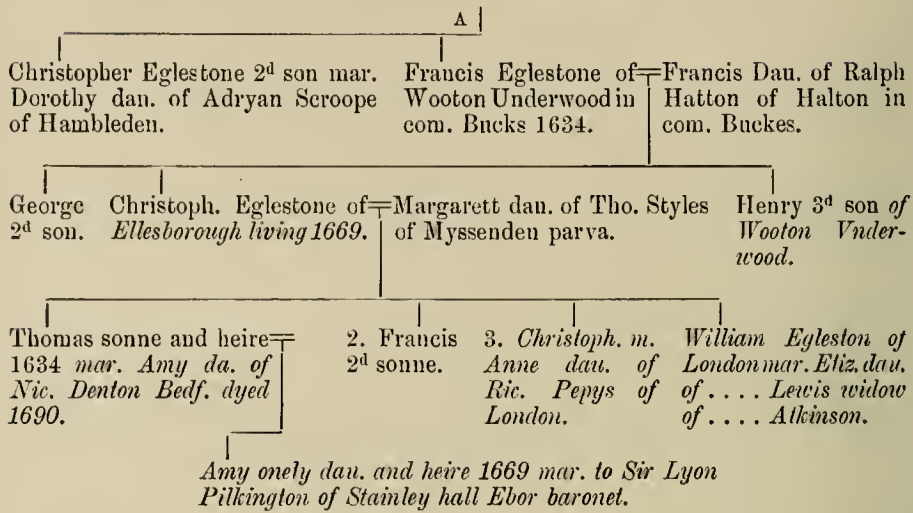 A
Christopher Eglestone 2d son mar.
Dorothy dan. of Adryan Scroope
of Hambleden.
Francis Eglestone of
Wooton Underwood in
com. Bucks 1634.
Francis Dau. of Ralph
Hatton of Halton in
com. Buckes.
George
2d son.
Christoph. Eglestone of
Ellesborough living 1669.
Margarett dan. of Tho. Styles
of Myssenden parva.
Henry 3d son of
Wooton Vnder-
wood.
Thomas sonne and heire
1634 mar. Amy da. of
Nic. Denton Bedf. dyed
1690.
2. Francis
2d sonne.
3. Christoph. m.
Anne dau. of
Ric. Pepys of
London.
William Egleston of
London mar. Eliz. dau.
of .... Lewis widow
of .... Atkinson.
Amy onely dau. and heire 1669 mar. to Sir Lyon
Pilkington of Stainley hall Ebor baronet.